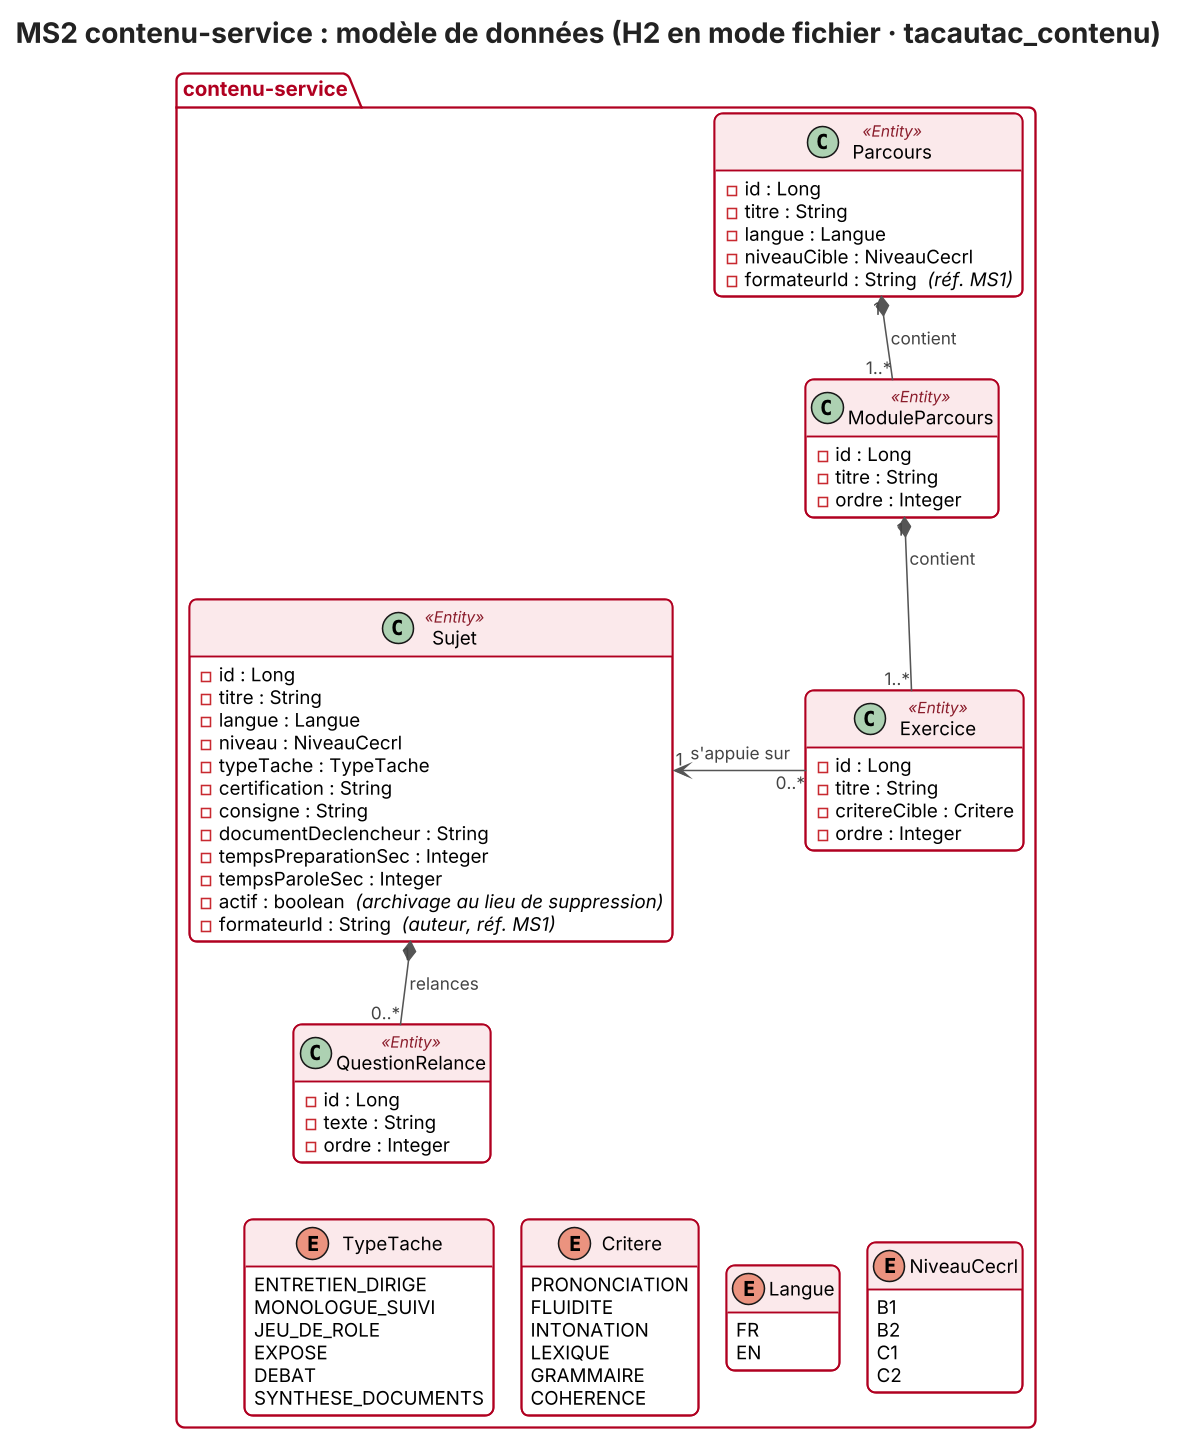 MS2 contenu-service : modèle de données (H2 en mode fichier · tacautac_contenu)
contenu-service
«Entity»
C
Parcours
id : Long
titre : String
langue : Langue
niveauCible : NiveauCecrl
formateurId : String (réf. MS1)
1
contient
1..*
«Entity»
C
ModuleParcours
id : Long
titre : String
ordre : Integer
1
contient
1..*
«Entity»
C
Sujet
id : Long
titre : String
langue : Langue
niveau : NiveauCecrl
typeTache : TypeTache
certification : String
consigne : String
documentDeclencheur : String
tempsPreparationSec : Integer
tempsParoleSec : Integer
actif : boolean (archivage au lieu de suppression)
formateurId : String (auteur, réf. MS1)
1 s'appuie sur
0..*
«Entity»
C
Exercice
id : Long
titre : String
critereCible : Critere
ordre : Integer
relances
0..*
«Entity»
C
QuestionRelance
id : Long
texte : String
ordre : Integer
E TypeTache
ENTRETIEN_DIRIGE
MONOLOGUE_SUIVI
JEU_DE_ROLE
EXPOSE
DEBAT
SYNTHESE_DOCUMENTS
E Critere
PRONONCIATION
FLUIDITE
INTONATION
LEXIQUE
GRAMMAIRE
COHERENCE
E Langue
FR
EN
E NiveauCecrl
B1
B2
C1
C2